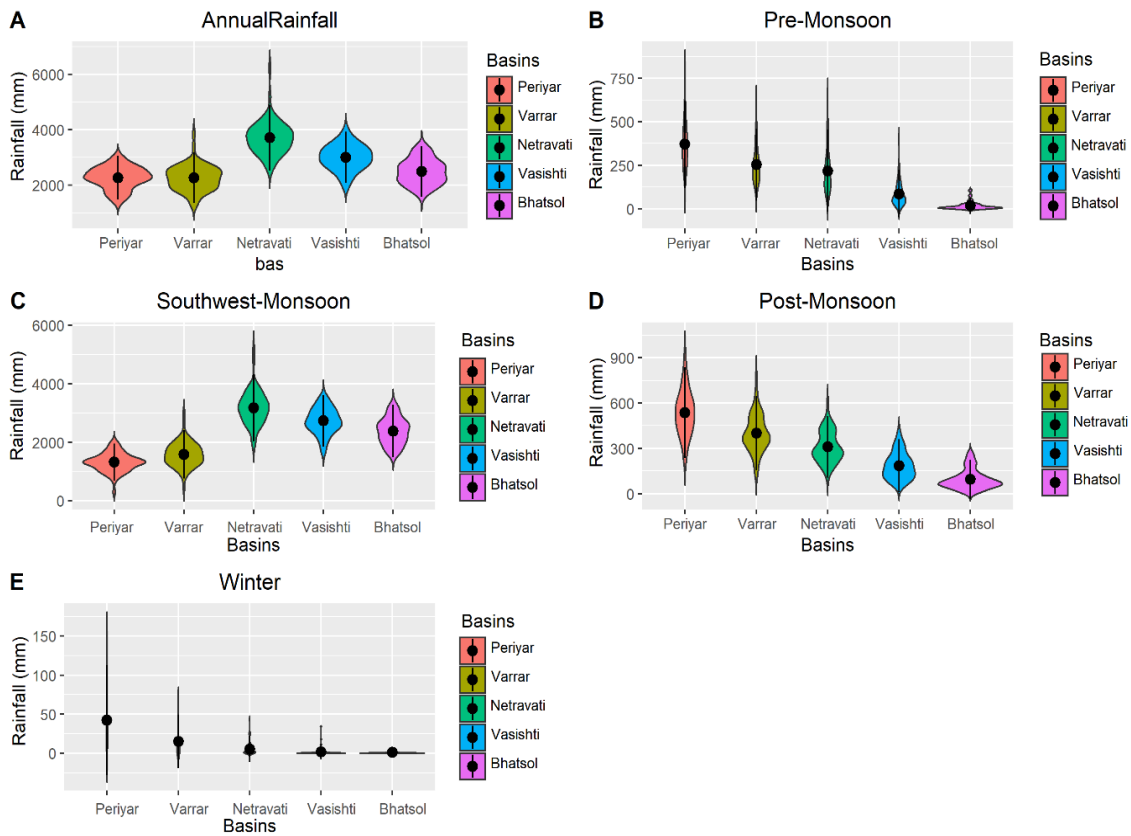 A
AnnualRainfall
Rainfall (mm)
6000
4000
2000
Periyar Varrar Netravati Vasishti Bhatsol
bas
Basins
Periyar
Varrar
Netravati
Vasishti
Bhatsol
B
Pre-Monsoon
Rainfall (mm)
750
500
250
0
Periyar Varrar Netravati Vasishti Bhatsol
Basins
Basins
Periyar
Varrar
Netravati
Vasishti
Bhatsol
C
Southwest-Monsoon
Rainfall (mm)
6000
4000
2000
0
Periyar Varrar Netravati Vasishti Bhatsol
Basins
Basins
Periyar
Varrar
Netravati
Vasishti
Bhatsol
D
Post-Monsoon
Rainfall (mm)
900
600
300
0
Periyar Varrar Netravati Vasishti Bhatsol
Basins
Basins
Periyar
Varrar
Netravati
Vasishti
Bhatsol
E
Winter
Rainfall (mm)
150
100
50
0
Periyar Varrar Netravati Vasishti Bhatsol
Basins
Basins
Periyar
Varrar
Netravati
Vasishti
Bhatsol